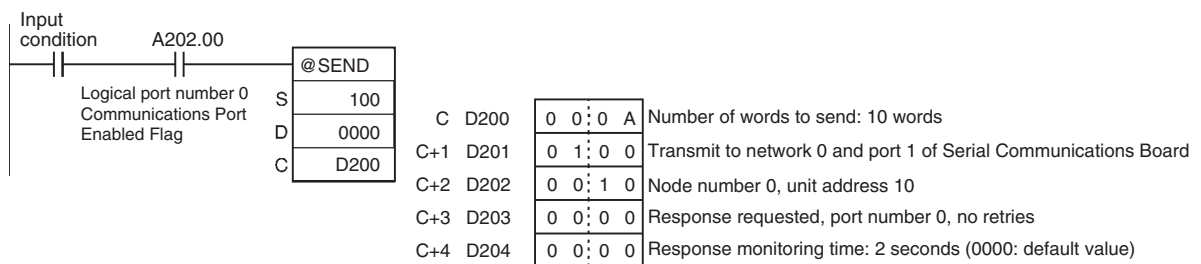 Input
condition
A202.00
Logical port number 0
Communications Port
Enabled Flag
@SEND
S 100
D 0000
C D200
C D200 0 0 0 A Number of words to send: 10 words
C+1 D201 0 1 0 0 Transmit to network 0 and port 1 of Serial Communications Board
C+2 D202 0 0 1 0 Node number 0, unit address 10
C+3 D203 0 0 0 0 Response requested, port number 0, no retries
C+4 D204 0 0 0 0 Response monitoring time: 2 seconds (0000: default value)